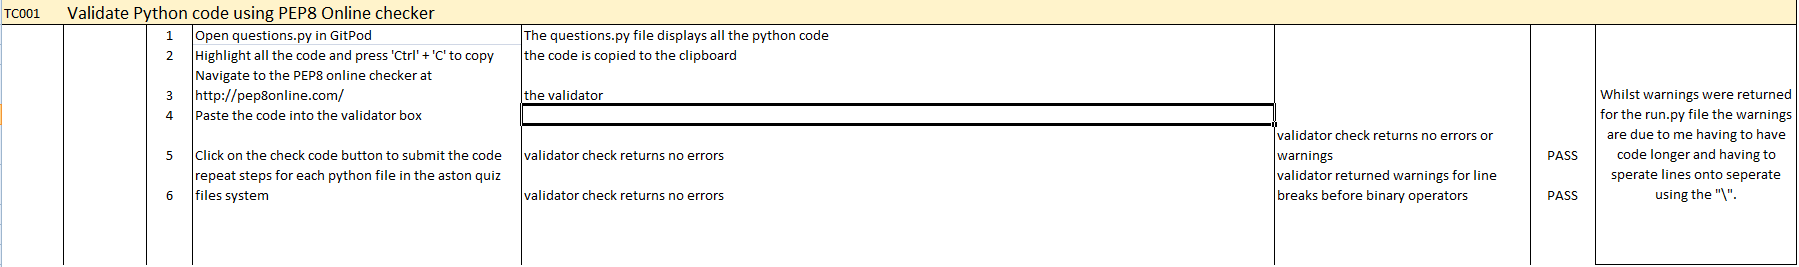 TC001 Validate Python code using PEP8 Online checker
1 Open questions.py in GitPod The questions.py file displays all the python code
2 Highlight all the code and press 'Ctrl' + 'C' to copy the code is copied to the clipboard
Navigate to the PEP8 online checker at
3 http://pep8online.com/ the validator
4 Paste the code into the validator box
5 Click on the check code button to submit the code validator check returns no errors
validator check returns no errors or
warnings
PASS
repeat steps for each python file in the aston quiz
6 files system validator check returns no errors
validator returned warnings for line
breaks before binary operators
PASS
Whilst warnings were returned
for the run.py file the warnings
are due to me having to have
code longer and having to
sperate lines onto seperate
using the "\".